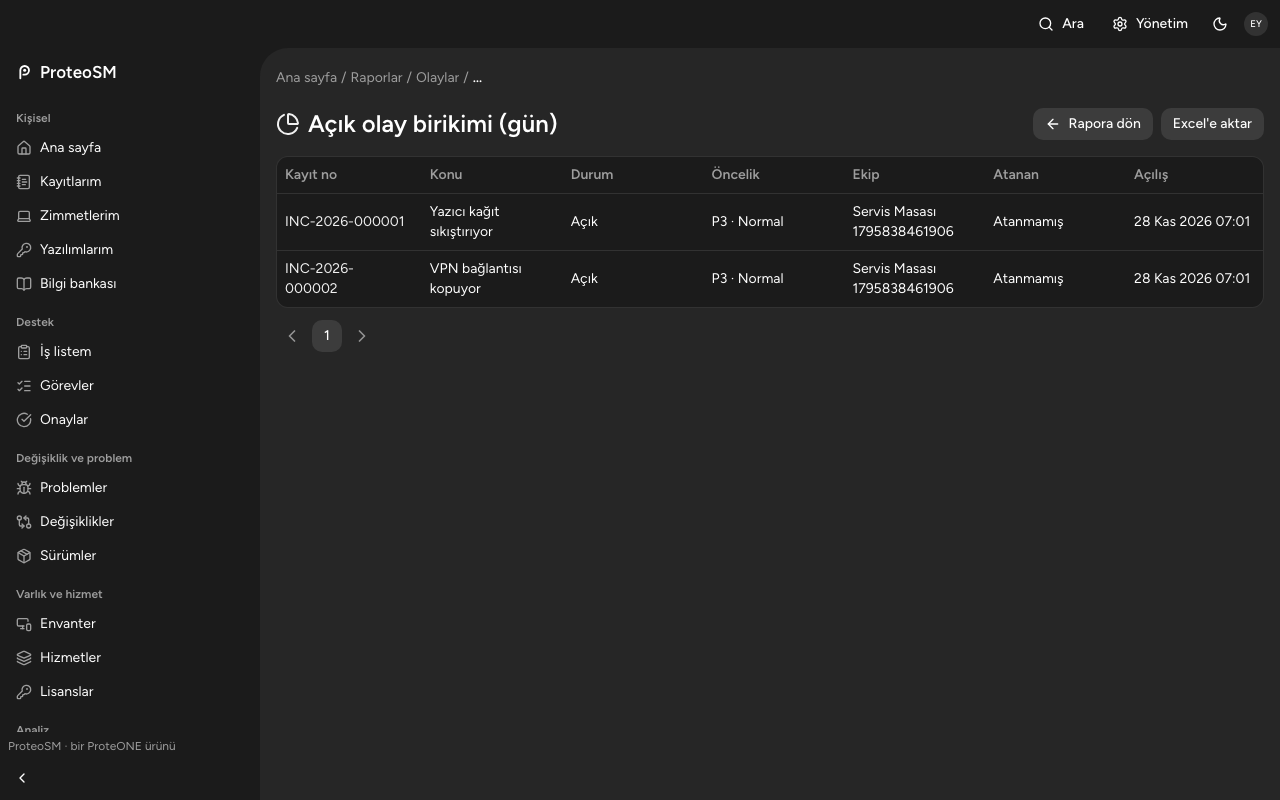 Ara
Yönetim
EY
ProteoSM
Kişisel
Ana sayfa
Kayıtlarım
Zimmetlerim
Yazılımlarım
Bilgi bankası
Destek
İş listem
Görevler
Onaylar
Değişiklik ve problem
Problemler
Değişiklikler
Sürümler
Varlık ve hizmet
Envanter
Hizmetler
Lisanslar
Analiz
ProteoSM · bir ProteONE ürünü
Ana sayfa / Raporlar / Olaylar / ...
Açık olay birikimi (gün)
Rapora dön
Excel'e aktar
Kayıt no Konu Durum Öncelik Ekip Atanan Açılış
INC-2026-000001 Yazıcı kağıt sıkıştırıyor Açık P3 · Normal Servis Masası 1795838461906 Atanmamış 28 Kas 2026 07:01
INC-2026-000002 VPN bağlantısı kopuyor Açık P3 · Normal Servis Masası 1795838461906 Atanmamış 28 Kas 2026 07:01
1